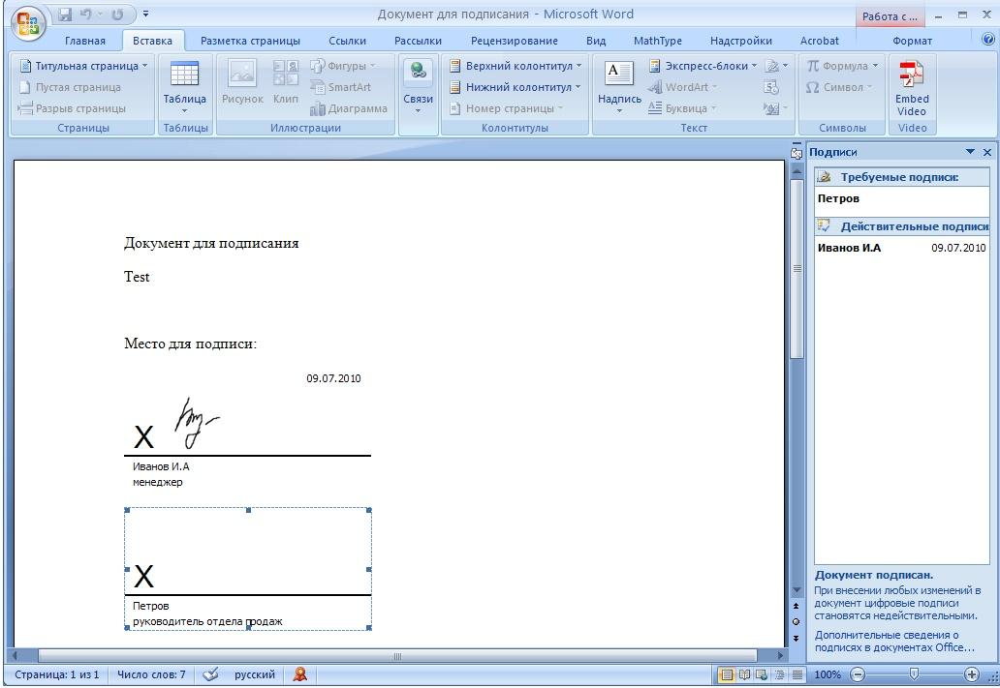 Документ для подписания - Microsoft Word
Работа с ...
Главная Вставка Разметка страницы Ссылки Рассылки Рецензирование Вид MathType Надстройки Acrobat Формат
Титульная страница
Пустая страница
Разрыв страницы
Страницы
Таблица
Таблицы
Рисунок
Клип
Фигуры
SmartArt
Диаграмма
Иллюстрации
Связи
Верхний колонтитул
Нижний колонтитул
Номер страницы
Колонтитулы
Надпись
Экспресс-блоки
WordArt
Буквица
Текст
Формула
Символ
Символы
Embed
Video
Video
Документ для подписания
Test
Место для подписи:
09.07.2010
X
Иванов И.А
менеджер
X
Петров
руководитель отдела продаж
Подписи
Требуемые подписи:
Петров
Действительные подписи
Иванов И.А 09.07.2010
Документ подписан.
При внесении любых изменений в
документ цифровые подписи
становятся недействительными.
Дополнительные сведения о
подписях в документах Office...
Страница: 1 из 1 Число слов: 7 русский 100%